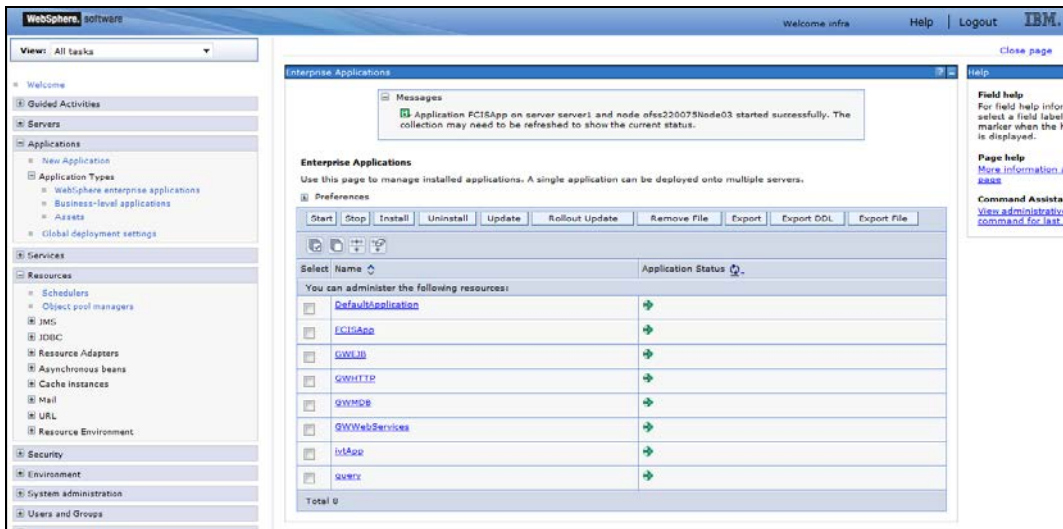 WebSphere. software
Welcome infra
Help | Logout
IBM.
View: All tasks
Close page
Welcome
Guided Activities
Servers
Applications
New Application
Application Types
WebSphere enterprise applications
Business-level applications
Assets
Global deployment settings
Services
Resources
Schedulers
Object pool managers
JMS
JDBC
Resource Adapters
Asynchronous beans
Cache instances
Mail
URL
Resource Environment
Security
Environment
System administration
Users and Groups
Enterprise Applications
Messages
Application FCISApp on server server1 and node ofss220075Node03 started successfully. The
collection may need to be refreshed to show the current status.
Enterprise Applications
Use this page to manage installed applications. A single application can be deployed onto multiple servers.
Preferences
Start Stop Install Uninstall Update Rollout Update Remove File Export Export DDL Export File
Select Name Application Status
You can administer the following resources:
DefaultApplication
FCISApp
GWEJB
GWHTTP
GWMDB
GWWebServices
ivtApp
query
Total 8
Help
Field help
For field help infor
select a field label
marker when the h
is displayed.
Page help
More information a
page
Command Assista
View administrative
command for last